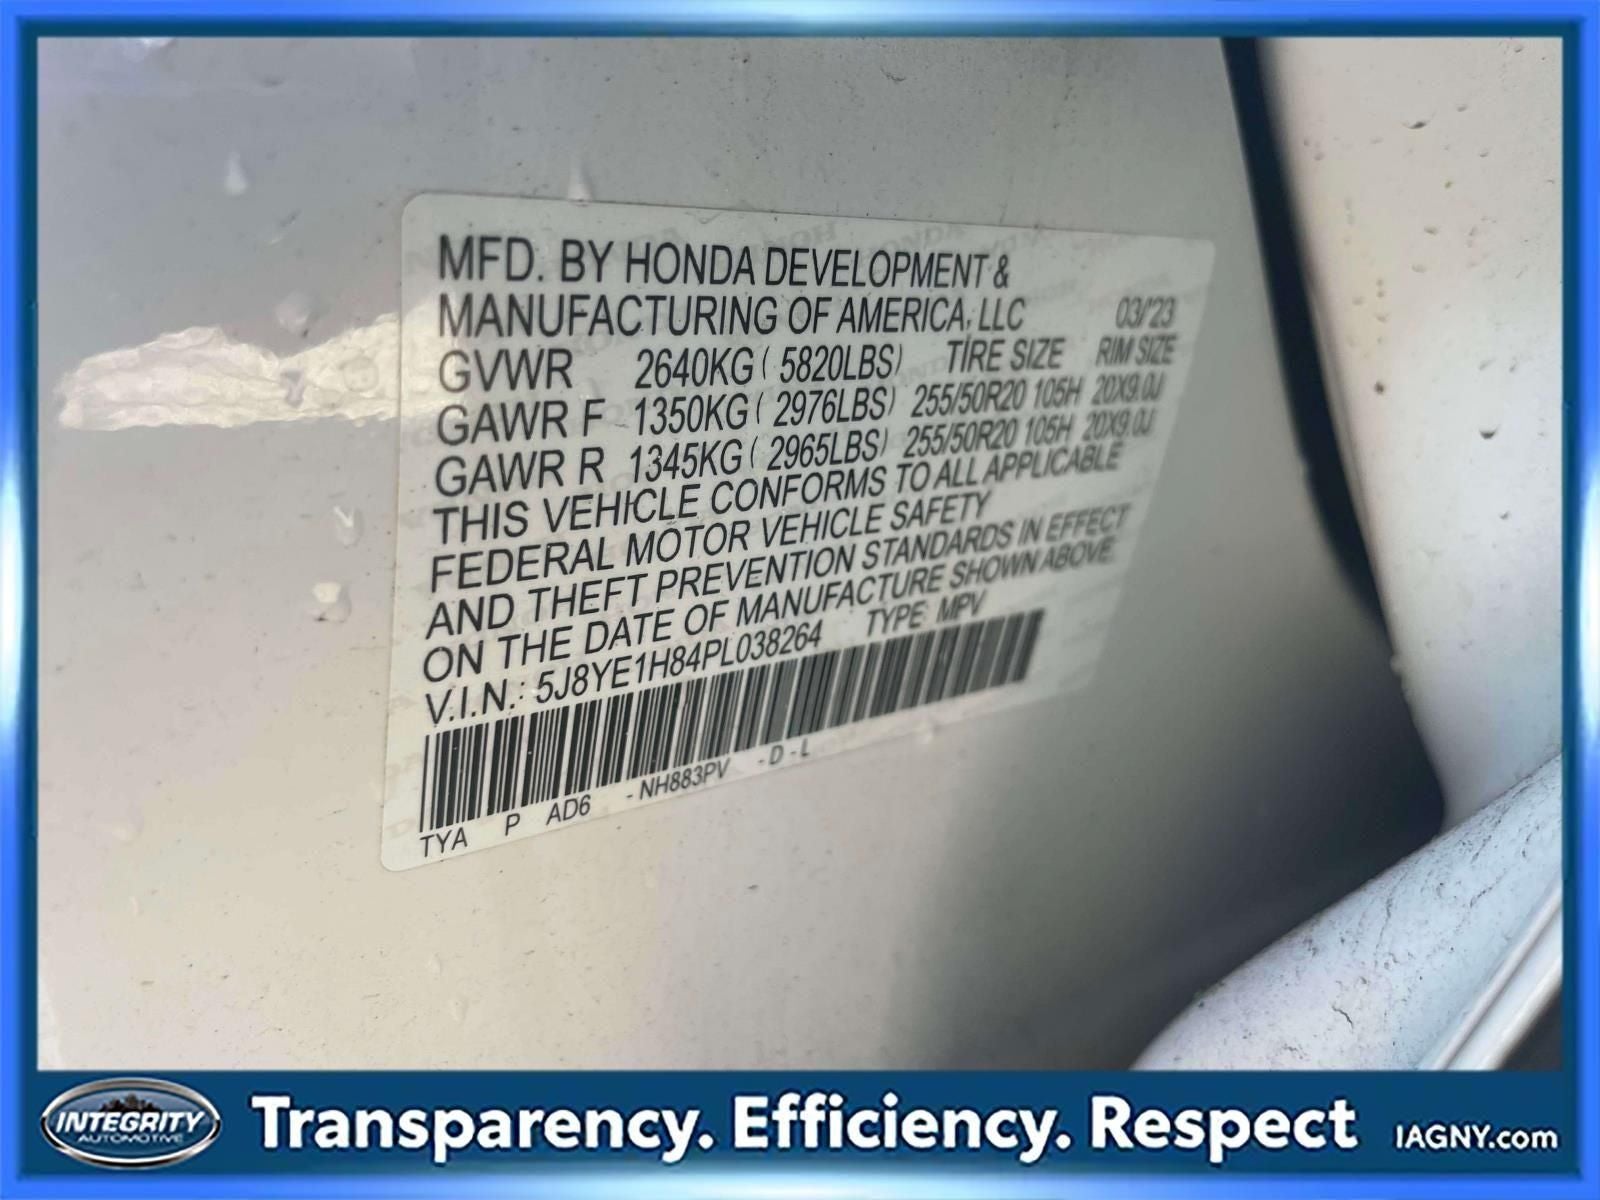 MFD. BY HONDA DEVELOPMENT &
MANUFACTURING OF AMERICA, LLC 03/'23
GVWR 2640KG ( 5820LBS) TIRE SIZE RIM SIZE
GAWR F 1350KG ( 2976LBS) 255/50R20 105H 20X9.0J
GAWR R 1345KG ( 2965LBS) 255/50R20 105H 20X9.0J
THIS VEHICLE CONFORMS TO ALL APPLICABLE
FEDERAL MOTOR VEHICLE SAFETY
AND THEFT PREVENTION STANDARDS IN EFFECT
ON THE DATE OF MANUFACTURE SHOWN ABOVE
V.I.N.: 5J8YE1H84PL038264 TYPE: MPV
TYA P AD6 - NH883PV - D - L
INTEGRITY
AUTOMOTIVE
Transparency. Efficiency. Respect
IAGNY.com